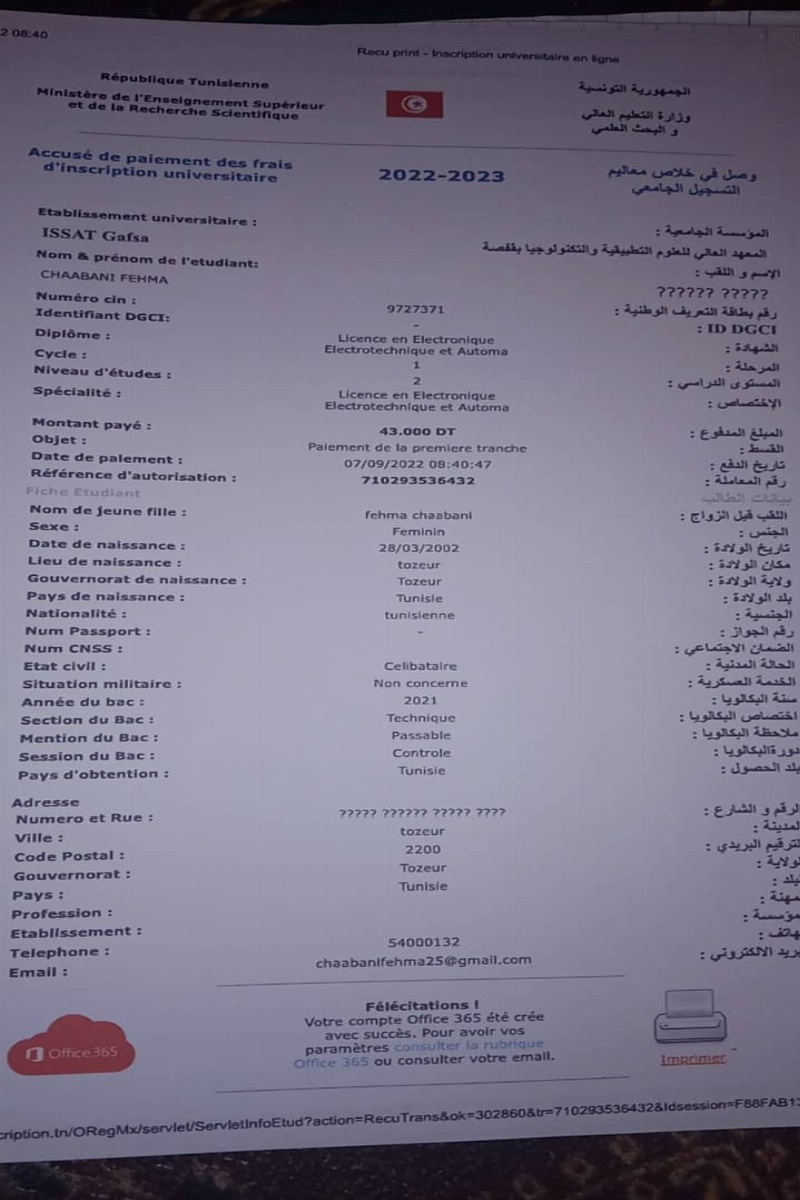 2 08:40
Recu print - Inscription universitaire en ligne
République Tunisienne
Ministère de l'Enseignement Supérieur
et de la Recherche Scientifique
الجمهورية التونسية
وزارة التعليم العالي
و البحث العلمي
Accusé de paiement des frais
d'inscription universitaire
2022-2023
وصل في خلاص معاليم
التسجيل الجامعي
Etablissement universitaire :
المؤسسة الجامعية :
ISSAT Gafsa
المعهد العالي للعلوم التطبيقية والتكنولوجيا بقفصة
Nom & prénom de l'etudiant:
الإسم و اللقب :
CHAABANI FEHMA
?????? ?????
Numéro cin :
9727371
رقم بطاقة التعريف الوطنية :
Identifiant DGCI:
-
ID DGCI :
Diplôme :
Licence en Electronique
Electrotechnique et Automa
الشهادة :
Cycle :
1
المرحلة :
Niveau d'études :
2
المستوى الدراسي :
Spécialité :
Licence en Electronique
Electrotechnique et Automa
الإختصاص :
Montant payé :
43.000 DT
المبلغ المدفوع :
Objet :
Paiement de la premiere tranche
القسط :
Date de paiement :
07/09/2022 08:40:47
تاريخ الدفع :
Référence d'autorisation :
710293536432
رقم المعاملة :
Fiche Etudiant
بيانات الطالب
Nom de jeune fille :
fehma chaabani
اللقب قبل الزواج :
Sexe :
Feminin
الجنس :
Date de naissance :
28/03/2002
تاريخ الولادة :
Lieu de naissance :
tozeur
مكان الولادة :
Gouvernorat de naissance :
Tozeur
ولاية الولادة :
Pays de naissance :
Tunisie
بلد الولادة :
Nationalité :
tunisienne
الجنسية :
Num Passport :
-
رقم الجواز :
Num CNSS :
الضمان الاجتماعي :
Etat civil :
Celibataire
الحالة المدنية :
Situation militaire :
Non concerne
الخدمة العسكرية :
Année du bac :
2021
سنة البكالويا :
Section du Bac :
Technique
اختصاص البكالويا :
Mention du Bac :
Passable
ملاحظة البكالويا :
Session du Bac :
Controle
دورةالبكالويا :
Pays d'obtention :
Tunisie
بلد الحصول :
Adresse
Numero et Rue :
????? ?????? ????? ????
الرقم و الشارع :
Ville :
tozeur
المدينة :
Code Postal :
2200
الترقيم البريدي :
Gouvernorat :
Tozeur
الولاية :
Pays :
Tunisie
البلد :
Profession :
المهنة :
Etablissement :
المؤسسة :
Telephone :
54000132
الهاتف :
Email :
chaabanifehma25@gmail.com
البريد الالكتروني :
Office 365
Félécitations !
Votre compte Office 365 été crée
avec succès. Pour avoir vos
paramètres consulter la rubrique
Office 365 ou consulter votre email.
Imprimer
cription.tn/ORegMx/servlet/ServletInfoEtud?action=RecuTrans&ok=302860&tr=710293536432&Idsession=F88FAB13